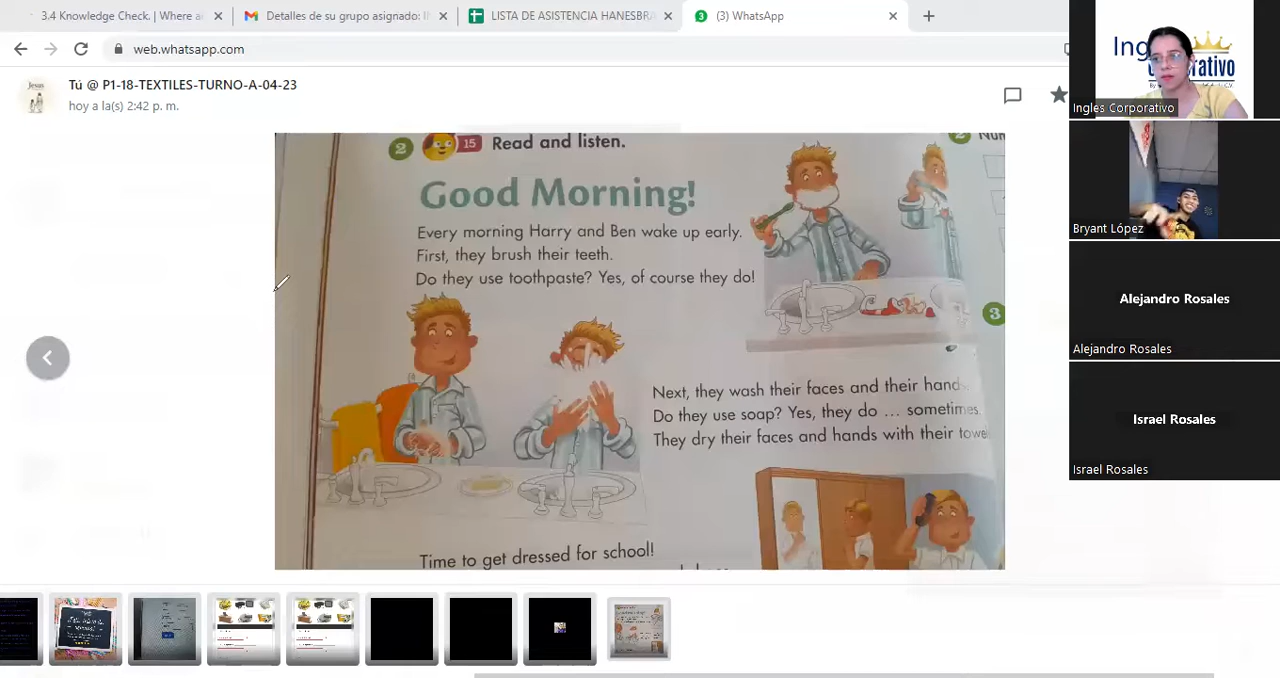 3.4 Knowledge Check. | Where a
Detalles de su grupo asignado: I
LISTA DE ASISTENCIA HANESBRA
(3) WhatsApp
web.whatsapp.com
Tú @ P1-18-TEXTILES-TURNO-A-04-23
hoy a la(s) 2:42 p. m.
2 15 Read and listen.
Good Morning!
Every morning Harry and Ben wake up early.
First, they brush their teeth.
Do they use toothpaste? Yes, of course they do!
3
Next, they wash their faces and their hand
Do they use soap? Yes, they do ... sometimes.
They dry their faces and hands with their towe
Time to get dressed for school!
Ingles Corporativo
Bryant López
Alejandro Rosales
Alejandro Rosales
Israel Rosales
Israel Rosales